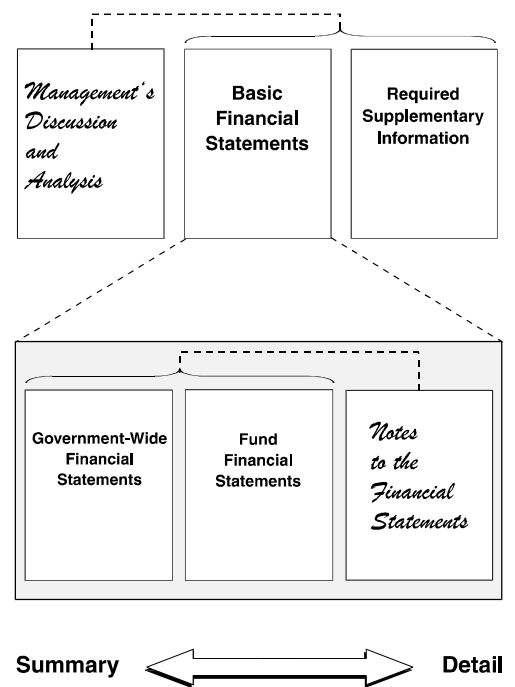 Management's
Discussion
and
Analysis
Basic
Financial
Statements
Required
Supplementary
Information
Government-Wide
Financial
Statements
Fund
Financial
Statements
Notes
to the
Financial
Statements
Summary
Detail